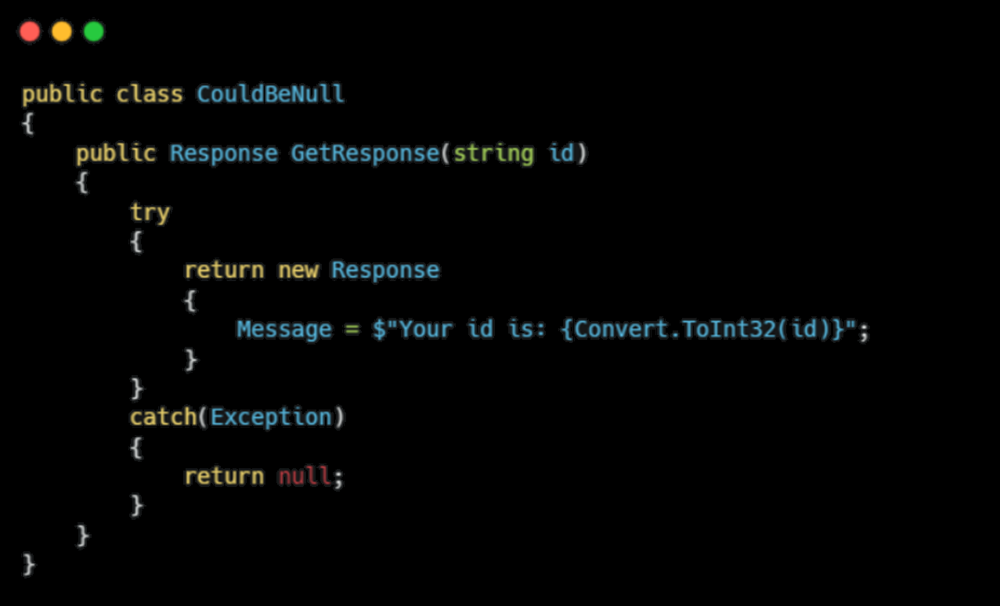 public class CouldBeNull
{
    public Response GetResponse(string id)
    {
        try
        {
            return new Response
            {
                Message = $"Your id is: {Convert.ToInt32(id)}";
            }
        }
        catch(Exception)
        {
            return null;
        }
    }
}